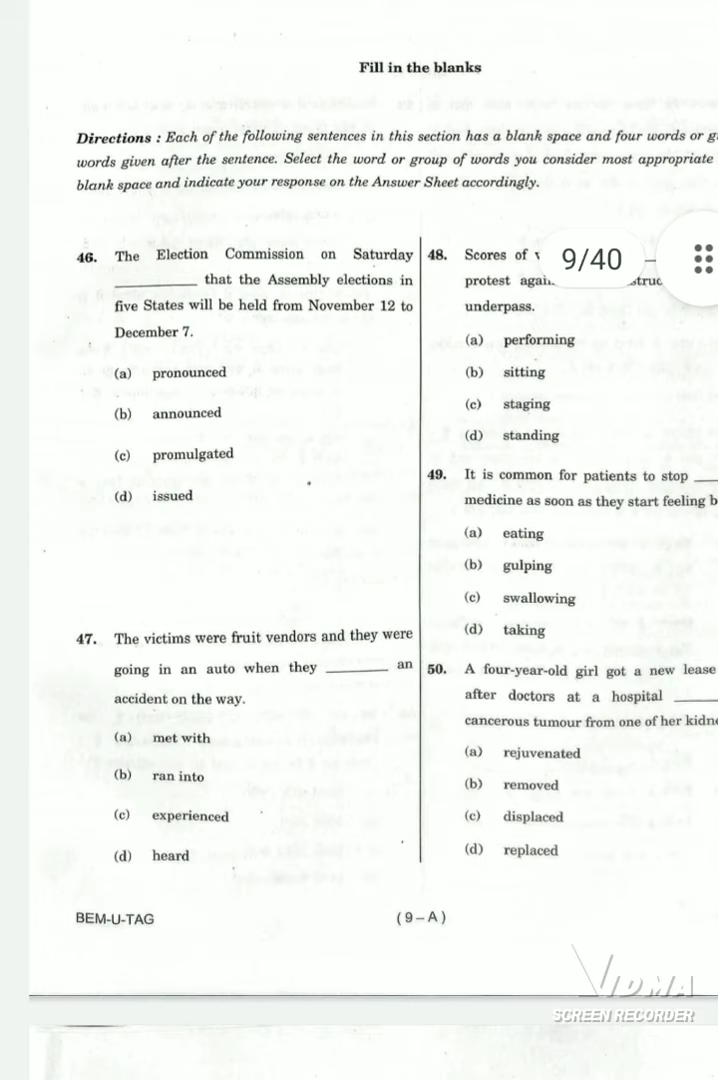 Fill in the blanks
Directions : Each of the following sentences in this section has a blank space and four words or
words given after the sentence. Select the word or group of words you consider most appropriate
blank space and indicate your response on the Answer Sheet accordingly.
46. The Election Commission on Saturday
__________ that the Assembly elections in
five States will be held from November 12 to
December 7.
(a) pronounced
(b) announced
(c) promulgated
(d) issued
47. The victims were fruit vendors and they were
going in an auto when they ________ an
accident on the way.
(a) met with
(b) ran into
(c) experienced
(d) heard
48. Scores of
protest
underpass.
(a) performing
(b) sitting
(c) staging
(d) standing
49. It is common for patients to stop ___
medicine as soon as they start feeling b
(a) eating
(b) gulping
(c) swallowing
(d) taking
50. A four-year-old girl got a new lease
after doctors at a hospital _____
cancerous tumour from one of her
(a) rejuvenated
(b) removed
(c) displaced
(d) replaced
9/40
BEM-U-TAG
( 9 – A )
VIDMA
SCREEN RECORDER